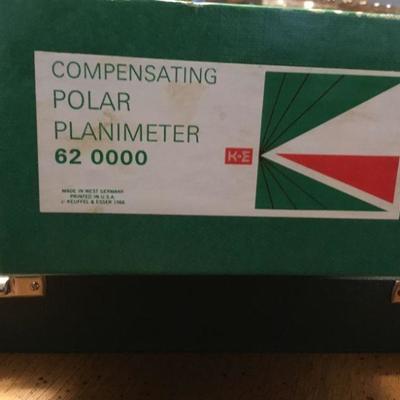 COMPENSATING
POLAR
PLANIMETER
62 0000
K+E
MADE IN WEST GERMANY
PRINTED IN U.S.A.
KEUFFEL & ESSER 1966